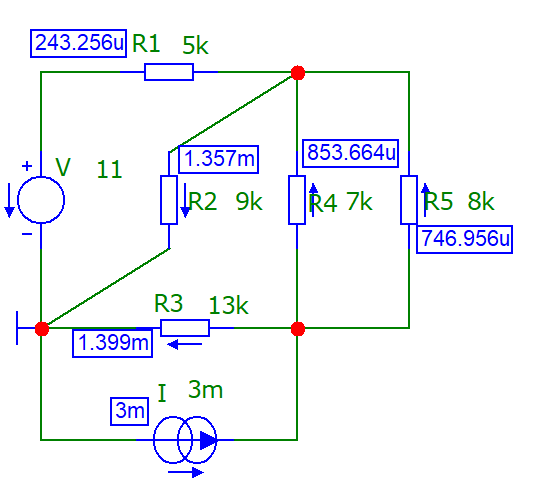 243.256u R1 5k
1.357m 853.664u
V 11 R2 9k R4 7k R5 8k
746.956u
R3 13k
1.399m
I 3m
3m